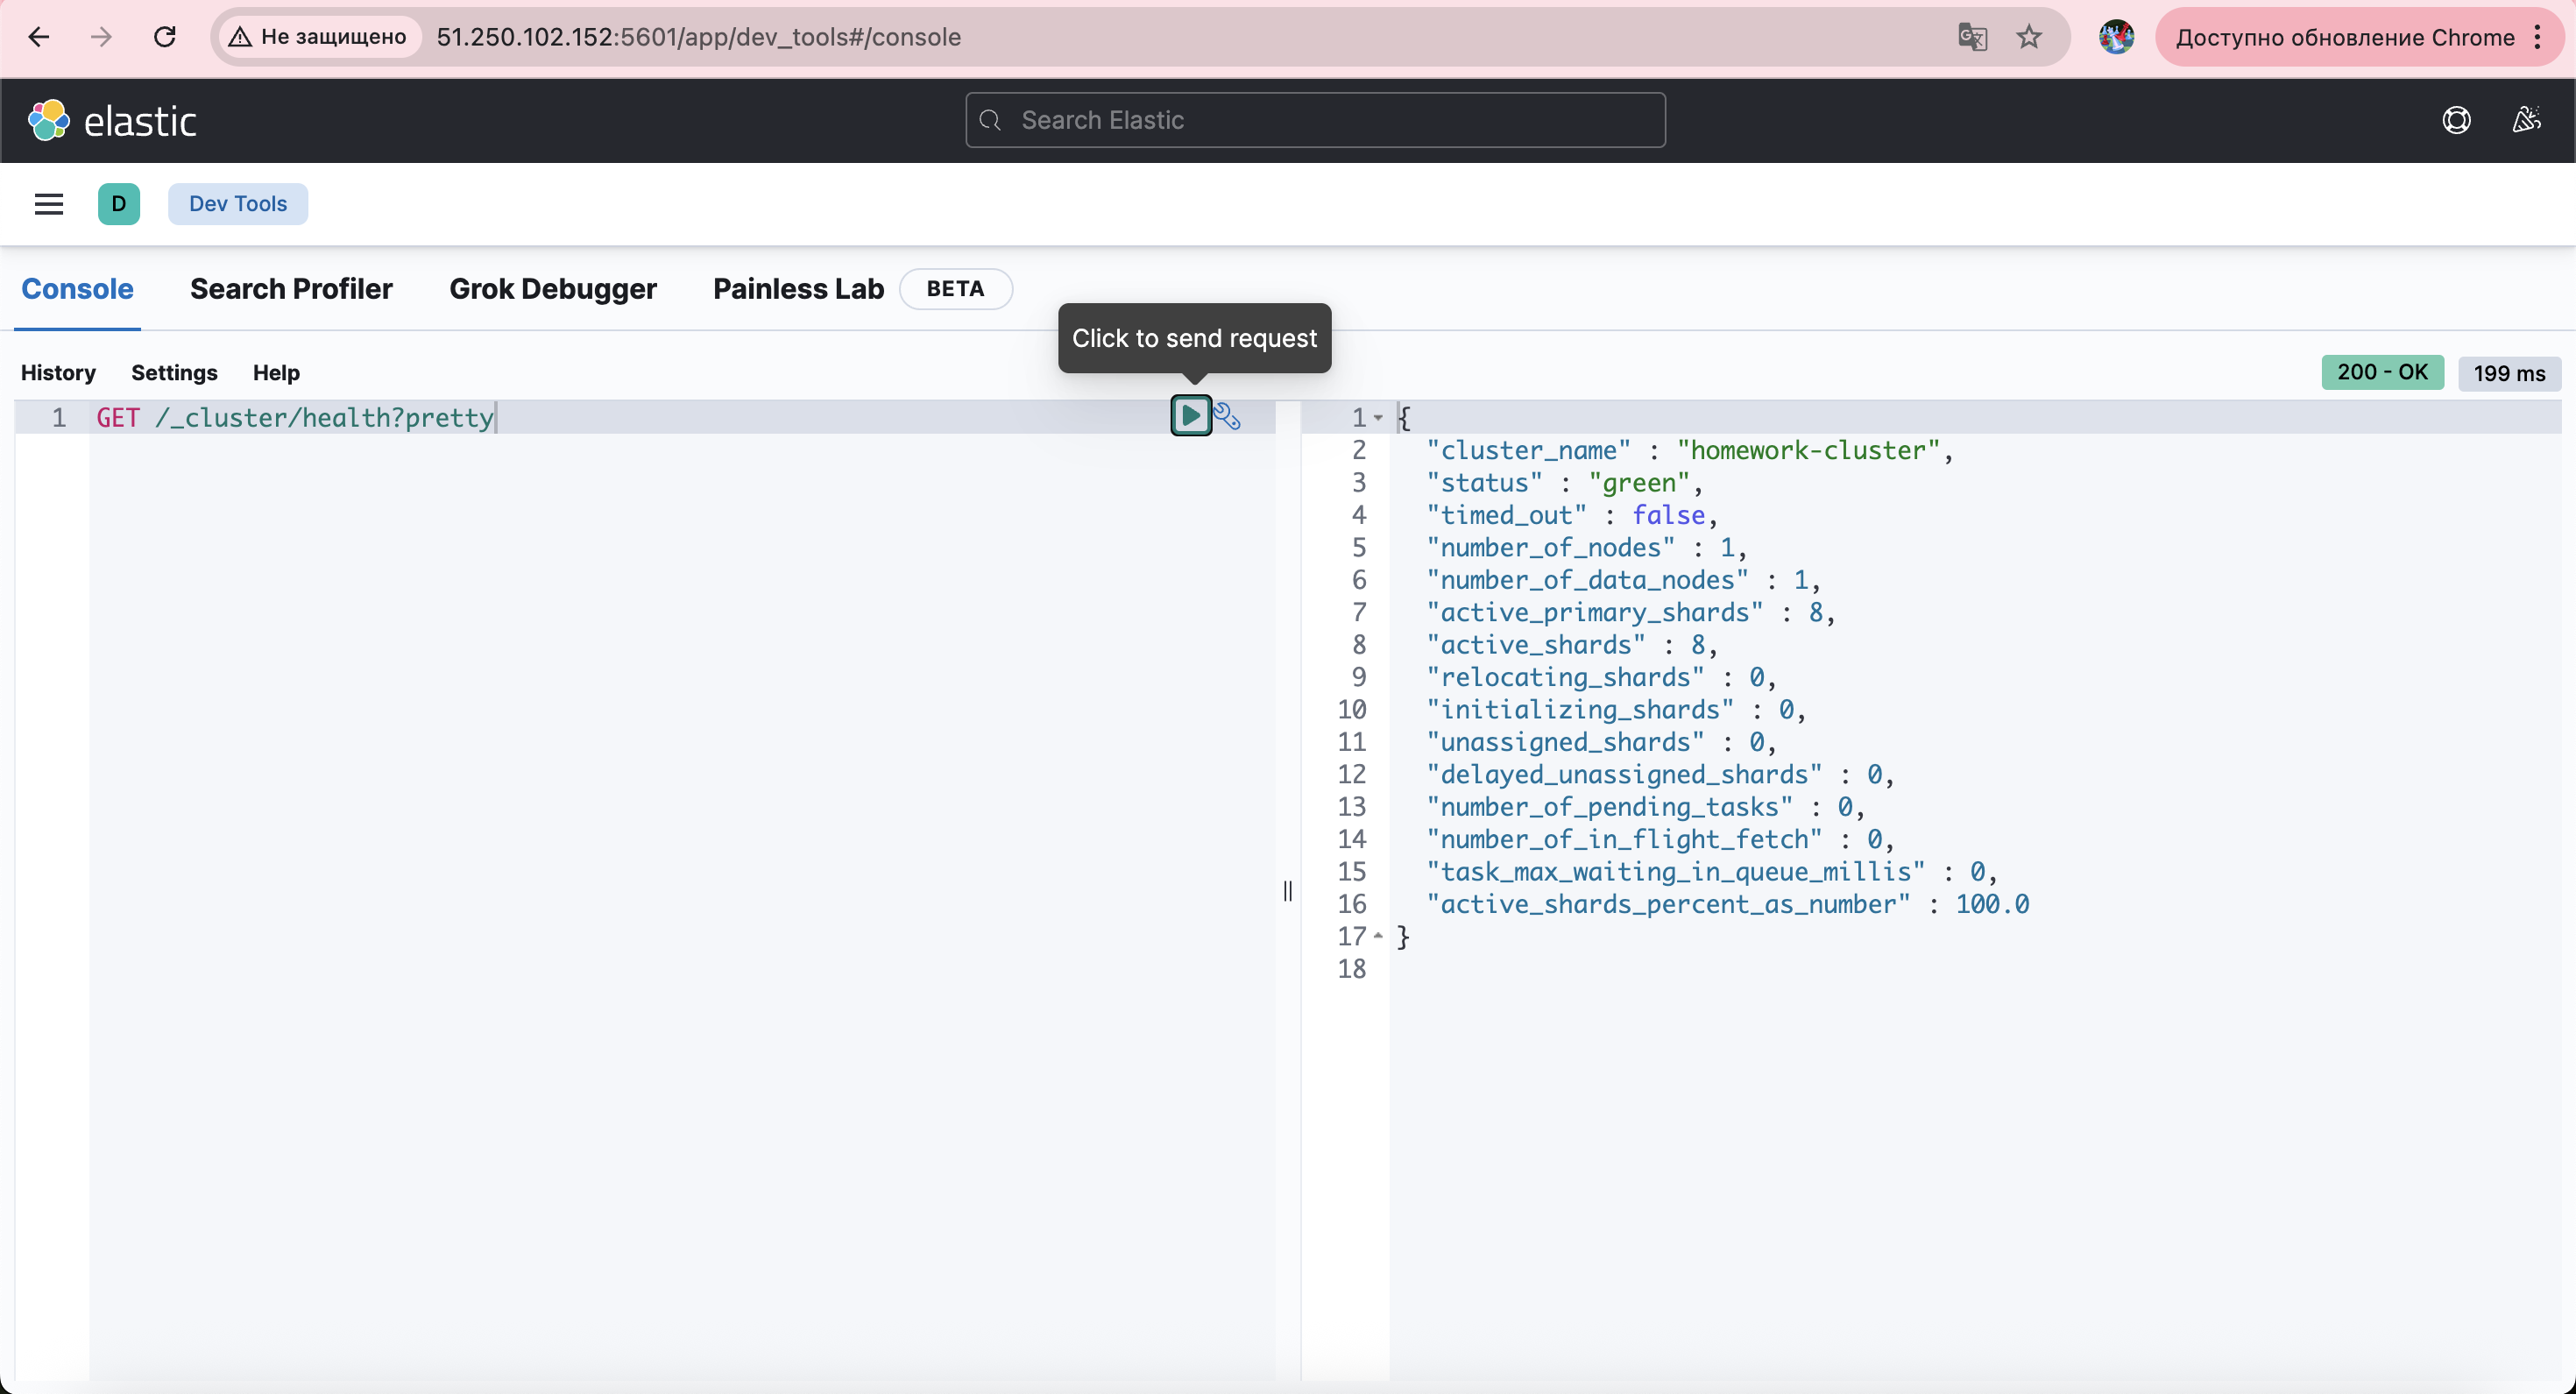 Не защищено
51.250.102.152:5601/app/dev_tools#/console
Доступно обновление Chrome
elastic
Search Elastic
D
Dev Tools
Console
Search Profiler
Grok Debugger
Painless Lab
BETA
Click to send request
History
Settings
Help
200 - OK
199 ms
1 GET /_cluster/health?pretty
1 {
2 "cluster_name" : "homework-cluster",
3 "status" : "green",
4 "timed_out" : false,
5 "number_of_nodes" : 1,
6 "number_of_data_nodes" : 1,
7 "active_primary_shards" : 8,
8 "active_shards" : 8,
9 "relocating_shards" : 0,
10 "initializing_shards" : 0,
11 "unassigned_shards" : 0,
12 "delayed_unassigned_shards" : 0,
13 "number_of_pending_tasks" : 0,
14 "number_of_in_flight_fetch" : 0,
15 "task_max_waiting_in_queue_millis" : 0,
16 "active_shards_percent_as_number" : 100.0
17 }
18